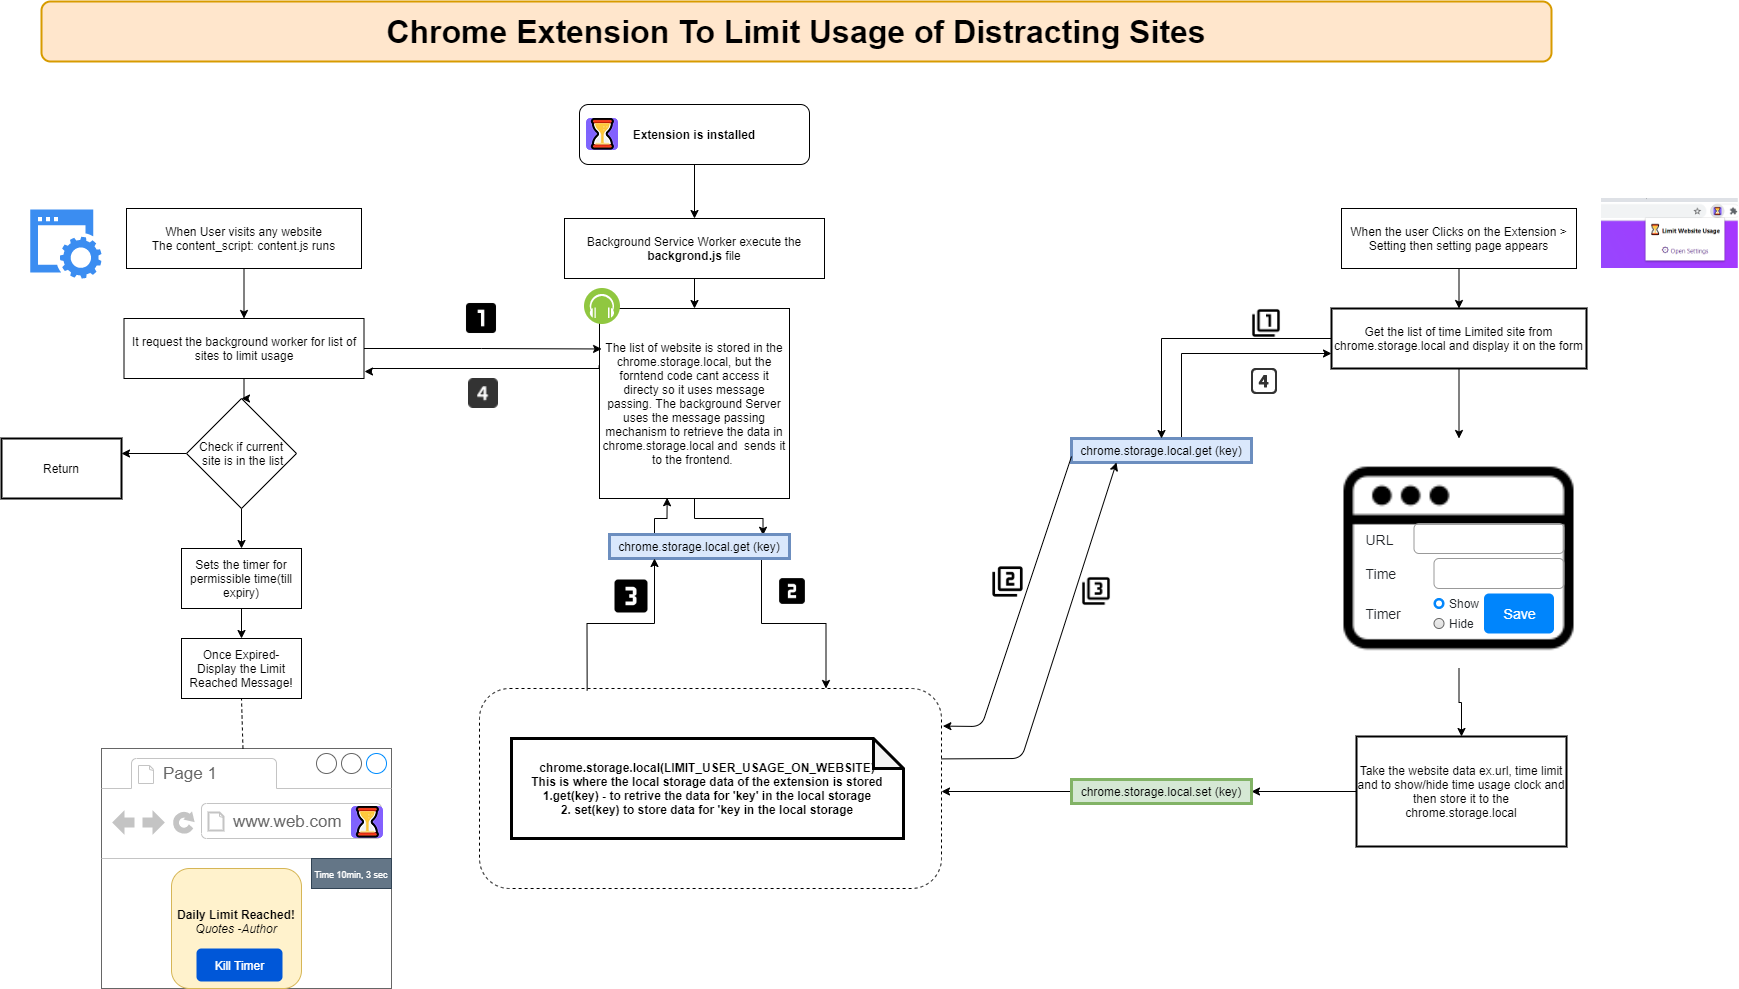 Chrome Extension To Limit Usage of Distracting Sites
Extension is installed
When User visits any website
The content_script: content.js runs
Background Service Worker execute the
backgrond.js file
When the user Clicks on the Extension >
Setting then setting page appears
Limit Website Usage
Open Settings
It request the background worker for list of
sites to limit usage
1
4
The list of website is stored in the
chrome.storage.local, but the
forntend code cant access it
directy so it uses message
passing. The background Server
uses the message passing
mechanism to retrieve the data in
chrome.storage.local and sends it
to the frontend.
1
4
Get the list of time Limited site from
chrome.storage.local and display it on the form
Check if current
site is in the list
Return
chrome.storage.local.get (key)
chrome.storage.local.get (key)
3
2
2
3
URL
Time
Timer
Show
Hide
Save
Sets the timer for
permissible time(till
expiry)
Once Expired-
Display the Limit
Reached Message!
chrome.storage.local(LIMIT_USER_USAGE_ON_WEBSITE)
This is where the local storage data of the extension is stored
1.get(key) - to retrive the data for 'key' in the local storage
2. set(key) to store data for 'key in the local storage
chrome.storage.local.set (key)
Take the website data ex.url, time limit
and to show/hide time usage clock and
then store it to the
chrome.storage.local
Page 1
www.web.com
Time 10min, 3 sec
Daily Limit Reached!
Quotes -Author
Kill Timer